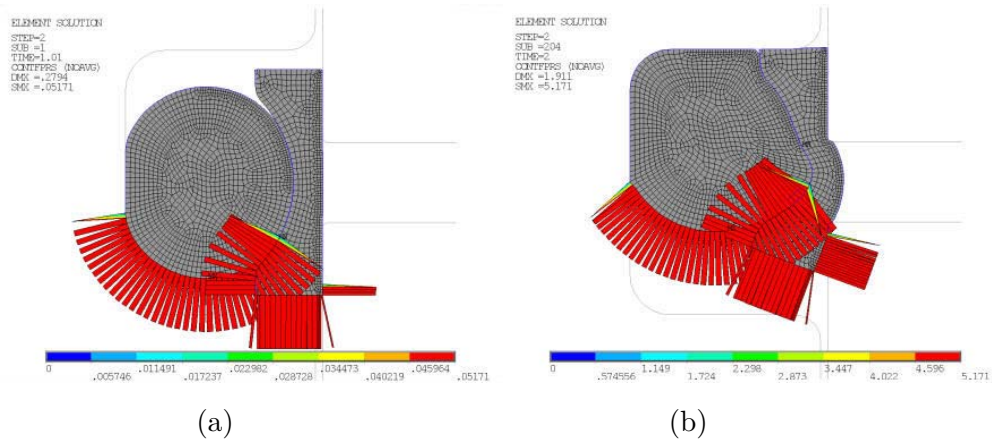 ELEMENT SOLUTION
STEP=2
SUB =1
TIME=1.01
CONTFPRS (NOAVG)
DMX =.2794
SMX =.05171
0 .011491 .022982 .034473 .045964
.005746 .017237 .028728 .040219 .05171
(a)
ELEMENT SOLUTION
STEP=2
SUB =204
TIME=2
CONTFPRS (NOAVG)
DMX =1.911
SMX =5.171
0 1.149 2.298 3.447 4.596
.574556 1.724 2.873 4.022 5.171
(b)